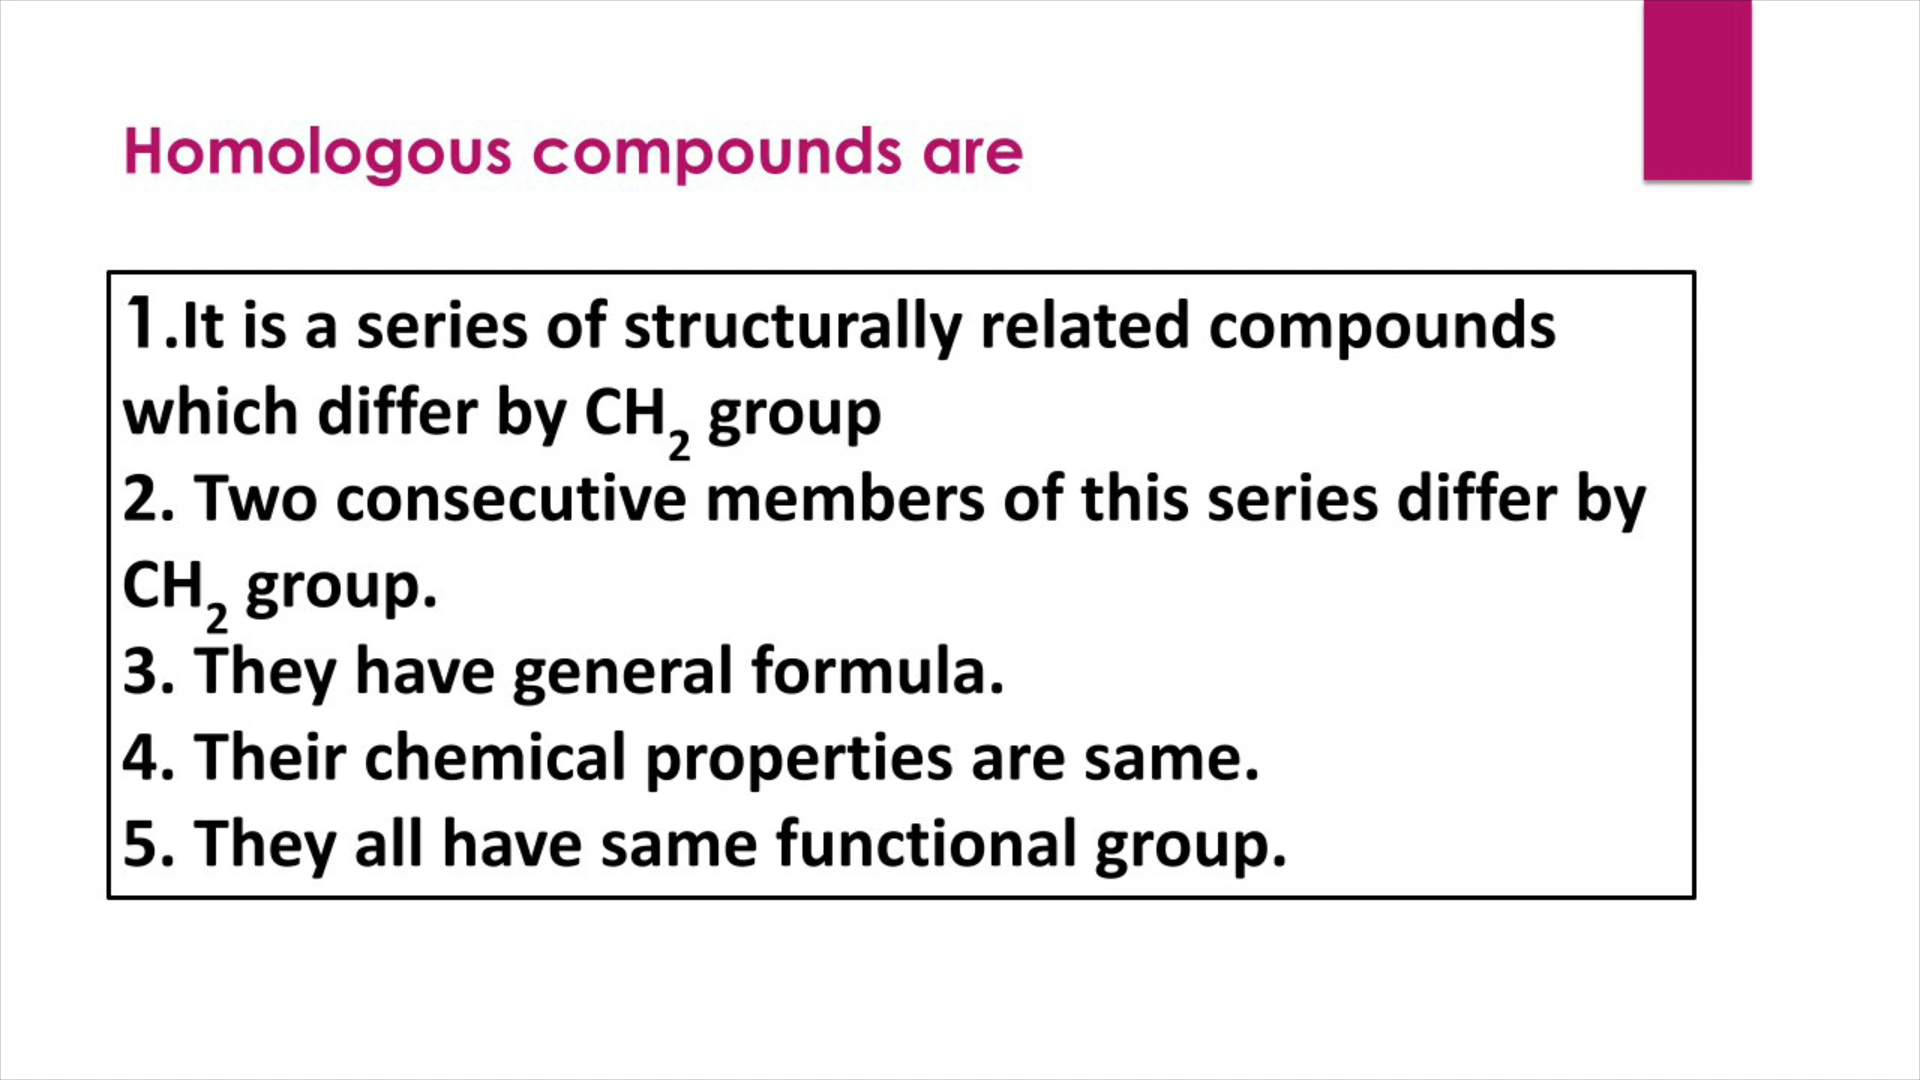 Homologous compounds are
1.It is a series of structurally related compounds
which differ by CH₂ group
2. Two consecutive members of this series differ by
CH₂ group.
3. They have general formula.
4. Their chemical properties are same.
5. They all have same functional group.